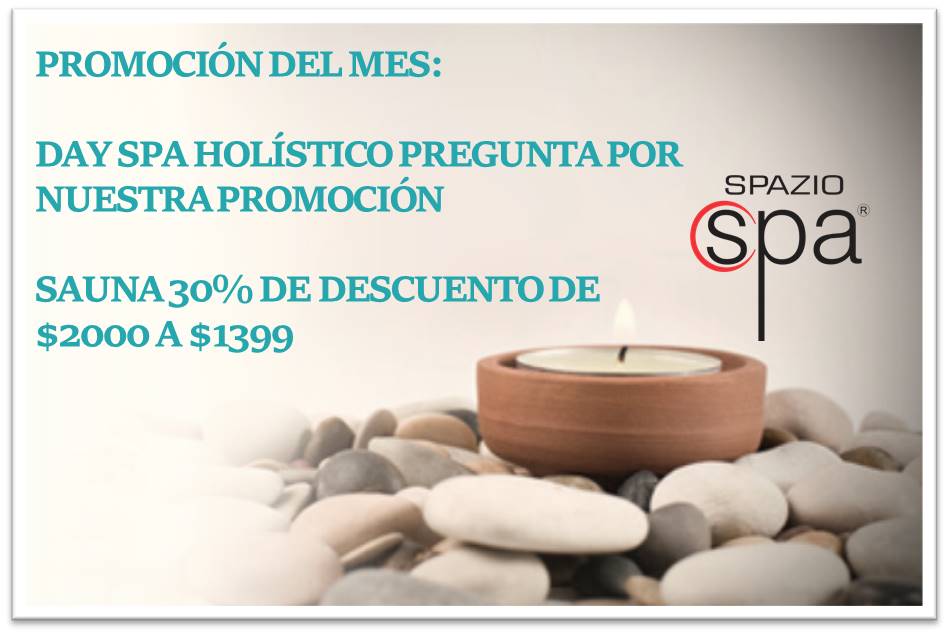 PROMOCIÓN DEL MES:
DAY SPA HOLÍSTICO PREGUNTA POR
NUESTRA PROMOCIÓN
SAUNA 30% DE DESCUENTO DE
$2000 A $1399
SPAZIO
spa®